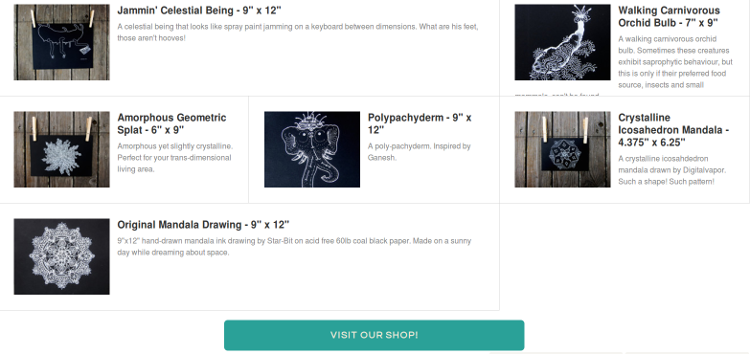 Jammin' Celestial Being - 9" x 12"
A celestial being that looks like spray paint jamming on a keyboard between dimensions. What are his feet,
those aren't hooves!
Walking Carnivorous
Orchid Bulb - 7" x 9"
A walking carnivorous orchid
bulb. Sometimes these creatures
exhibit saprophytic behaviour, but
this is only if their preferred food
source, insects and small
Amorphous Geometric
Splat - 6" x 9"
Amorphous yet slightly crystalline.
Perfect for your trans-dimensional
living area.
Polypachyderm - 9" x
12"
A poly-pachyderm. Inspired by
Ganesh.
Crystalline
Icosahedron Mandala -
4.375" x 6.25"
A crystalline icosahedron
mandala drawn by Digitalvapor.
Such a shape! Such pattern!
Original Mandala Drawing - 9" x 12"
9"x12" hand-drawn mandala ink drawing by Star-Bit on acid free 60lb coal black paper. Made on a sunny
day while dreaming about space.
VISIT OUR SHOP!